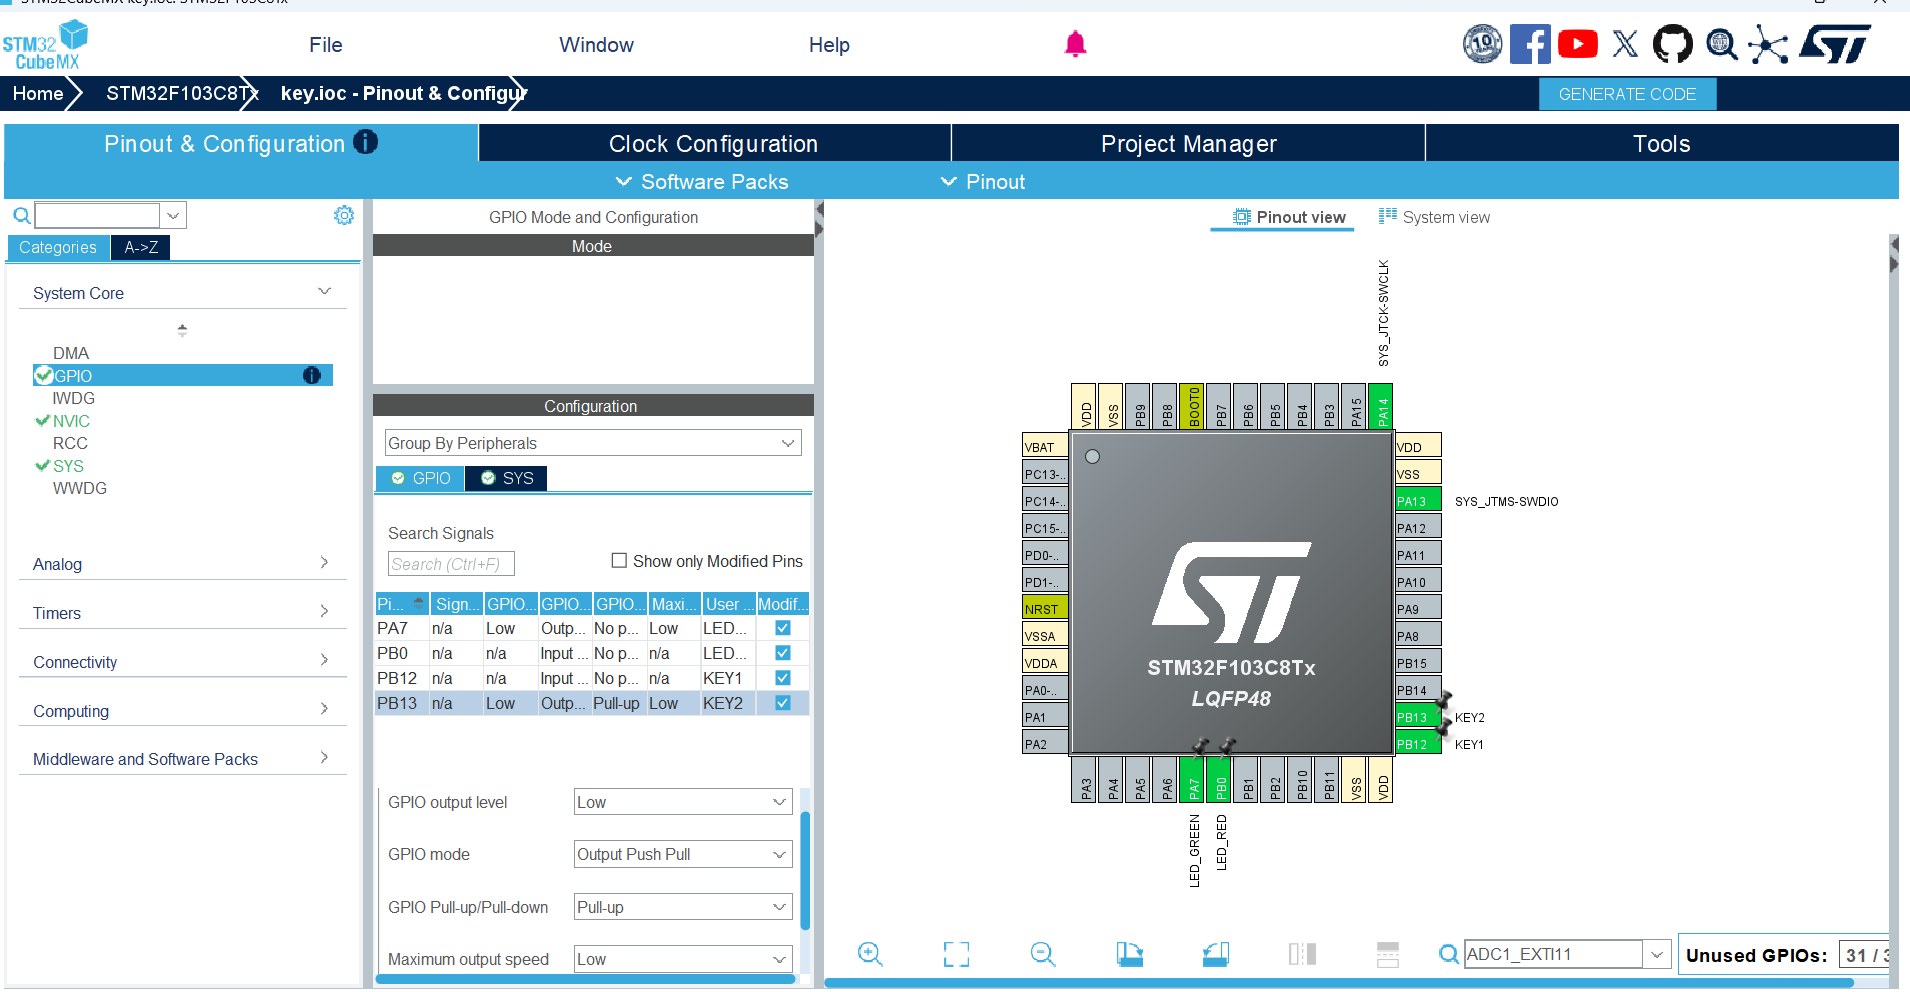 STM32CubeMX key.ioc: STM32F103C8Tx
STM32
CubeMX
File
Window
Help
10
Home
STM32F103C8Tx
key.ioc - Pinout & Configur
GENERATE CODE
Pinout & Configuration
Clock Configuration
Project Manager
Tools
Software Packs
Pinout
Categories
A->Z
System Core
DMA
GPIO
IWDG
NVIC
RCC
SYS
WWDG
Analog
Timers
Connectivity
Computing
Middleware and Software Packs
GPIO Mode and Configuration
Mode
Configuration
Group By Peripherals
GPIO
SYS
Search Signals
Search (Ctrl+F)
Show only Modified Pins
Pi... Sign... GPIO... GPIO... GPIO... Maxi... User ... Modif...
PA7 n/a Low Outp... No p... Low LED...
PB0 n/a n/a Input ... No p... n/a LED...
PB12 n/a n/a Input ... No p... n/a KEY1
PB13 n/a Low Outp... Pull-up Low KEY2
GPIO output level Low
GPIO mode Output Push Pull
GPIO Pull-up/Pull-down Pull-up
Maximum output speed Low
Pinout view
System view
SYS_JTCK-SWCLK
VDD
VSS
PB9
PB8
BOOT0
PB7
PB6
PB5
PB4
PB3
PA15
PA14
VBAT
PC13-..
PC14-..
PC15-..
PD0-..
PD1-..
NRST
VSSA
VDDA
PA0-..
PA1
PA2
ST
STM32F103C8Tx
LQFP48
VDD
VSS
PA13 SYS_JTMS-SWDIO
PA12
PA11
PA10
PA9
PA8
PB15
PB14
PB13 KEY2
PB12 KEY1
PA3
PA4
PA5
PA6
PA7
PB0
PB1
PB2
PB10
PB11
VSS
VDD
LED_GREEN
LED_RED
ADC1_EXTI11
Unused GPIOs: 31 / 3